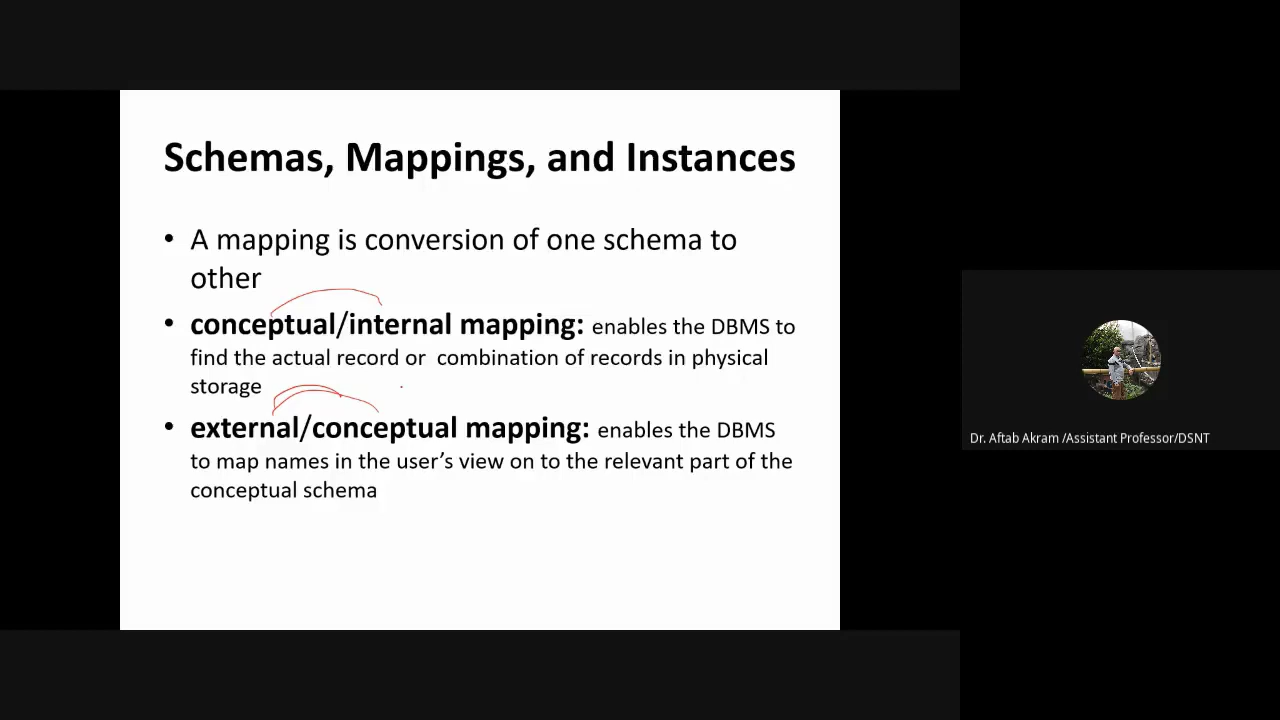 Schemas, Mappings, and Instances
• A mapping is conversion of one schema to
other
• conceptual/internal mapping: enables the DBMS to
find the actual record or  combination of records in physical
storage
• external/conceptual mapping: enables the DBMS
to map names in the user’s view on to the relevant part of the
conceptual schema
Dr. Aftab Akram /Assistant Professor/DSNT